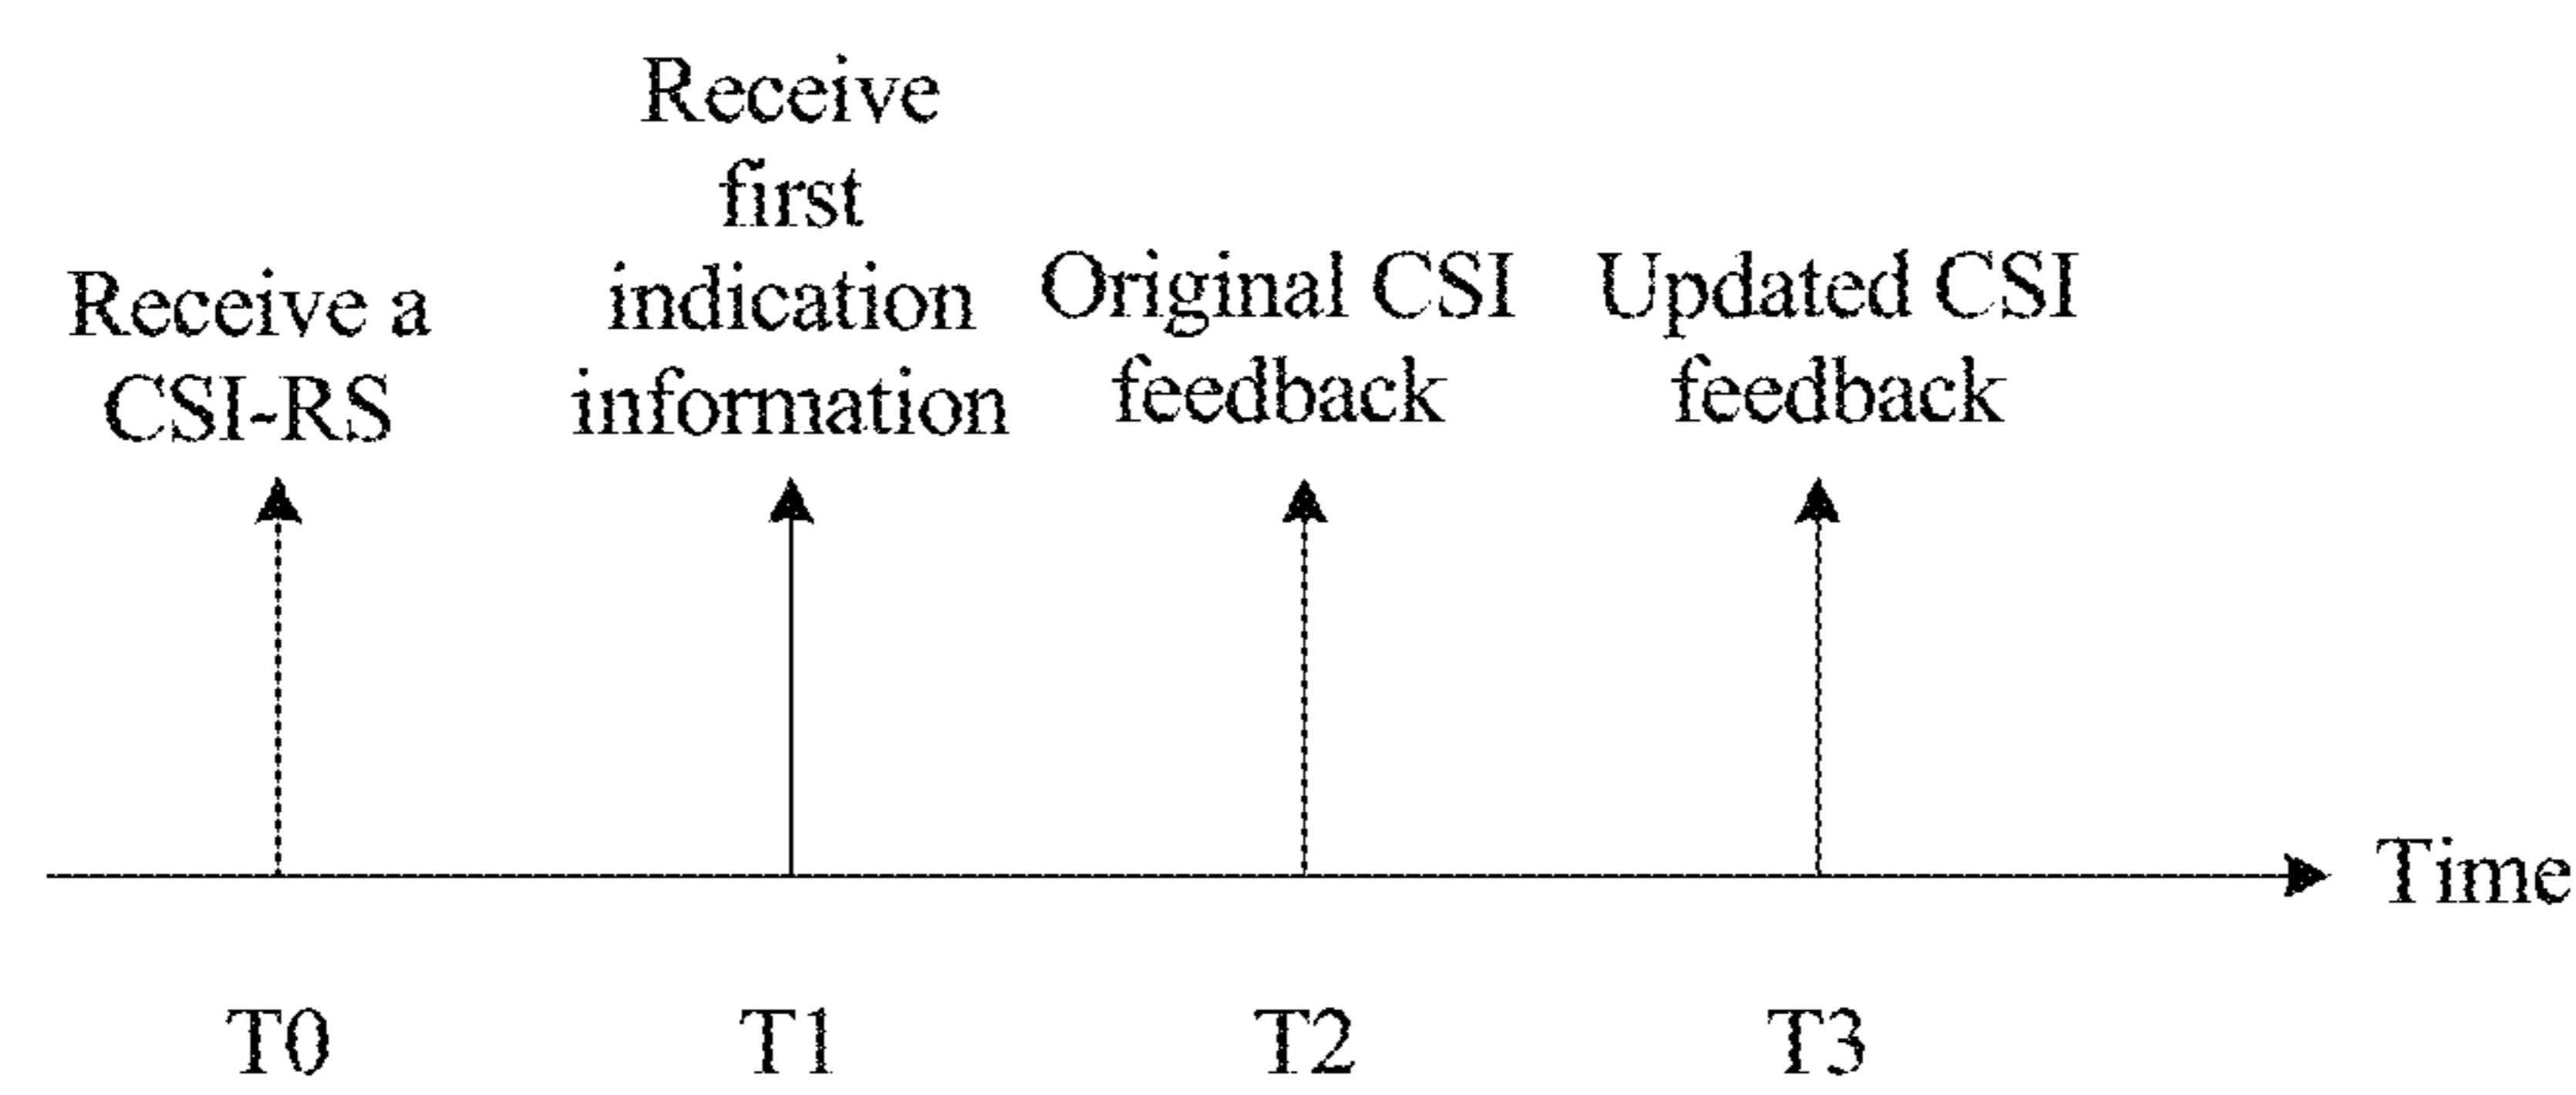 Receive a
CSI-RS
Receive
first
indication
information
Original CSI
feedback
Updated CSI
feedback
Time
T0
T1
T2
T3